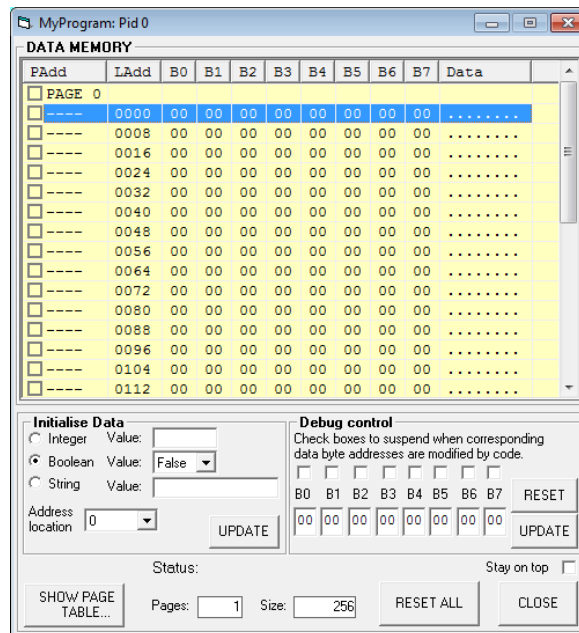 MyProgram: Pid 0
DATA MEMORY
PAdd LAdd B0 B1 B2 B3 B4 B5 B6 B7 Data
PAGE 0
---- 0000 00 00 00 00 00 00 00 00 ........
---- 0008 00 00 00 00 00 00 00 00 ........
---- 0016 00 00 00 00 00 00 00 00 ........
---- 0024 00 00 00 00 00 00 00 00 ........
---- 0032 00 00 00 00 00 00 00 00 ........
---- 0040 00 00 00 00 00 00 00 00 ........
---- 0048 00 00 00 00 00 00 00 00 ........
---- 0056 00 00 00 00 00 00 00 00 ........
---- 0064 00 00 00 00 00 00 00 00 ........
---- 0072 00 00 00 00 00 00 00 00 ........
---- 0080 00 00 00 00 00 00 00 00 ........
---- 0088 00 00 00 00 00 00 00 00 ........
---- 0096 00 00 00 00 00 00 00 00 ........
---- 0104 00 00 00 00 00 00 00 00 ........
---- 0112 00 00 00 00 00 00 00 00 ........
Initialise Data
Integer Value:
Boolean Value: False
String Value:
Address
location 0
UPDATE
Debug control
Check boxes to suspend when corresponding
data byte addresses are modified by code.
B0 B1 B2 B3 B4 B5 B6 B7 RESET
00 00 00 00 00 00 00 00 UPDATE
Status:
Stay on top
SHOW PAGE
TABLE...
Pages: 1 Size: 256
RESET ALL
CLOSE